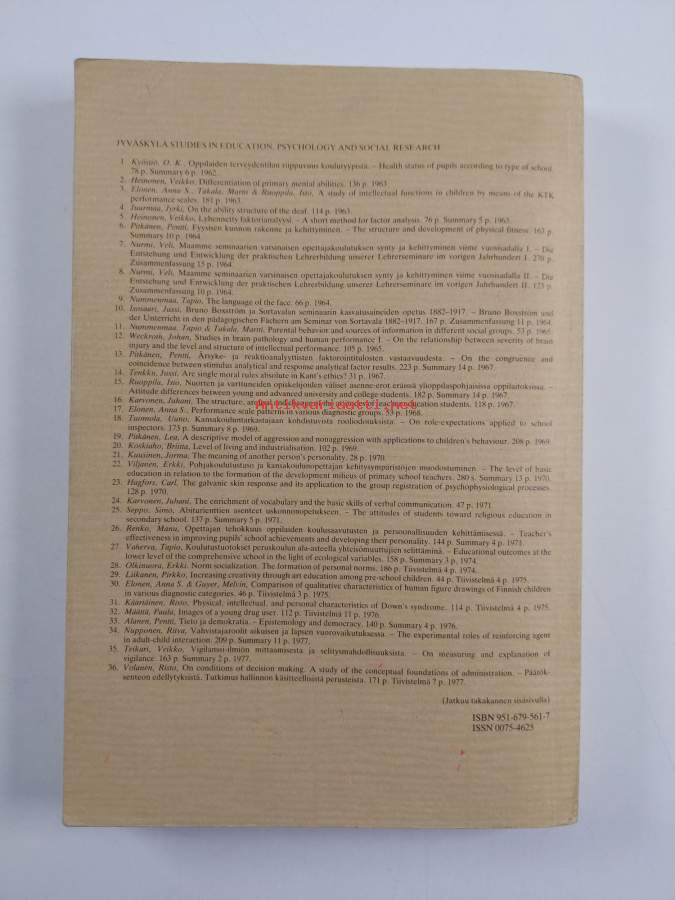 JYVÄSKYLÄ STUDIES IN EDUCATION, PSYCHOLOGY AND SOCIAL RESEARCH
1. Kyöstiö, O. K., Oppilaiden terveydentilan riippuvuus koulutyypistä. – Health status of pupils according to type of school.
78 p. Summary 6 p. 1962.
2. Heinonen, Veikko, Differentiation of primary mental abilities. 136 p. 1963.
3. Elonen, Anna S., Takala, Martti & Ruoppila, Isto, A study of intellectual functions in children by means of the KTK
performance scales. 181 p. 1963.
4. Juurmaa, Jyrki, On the ability structure of the deaf. 114 p. 1963.
5. Heinonen, Veikko, Lyhennetty faktorianalyysi. – A short method for factor analysis. 76 p. Summary 5 p. 1963.
6. Pitkänen, Pentti, Fyysisen kunnon rakenne ja kehittyminen. – The structure and development of physical fitness. 163 p.
Summary 10 p. 1964.
7. Nurmi, Veli, Maamme seminaarien varsinaisen opettajakoulutuksen synty ja kehittyminen viime vuosisadalla I. – Die
Entstehung und Entwicklung der praktischen Lehrerbildung unserer Lehrerseminare im vorigen Jahrhundert I. 270 p.
Zusammenfassung 15 p. 1964.
8. Nurmi, Veli, Maamme seminaarien varsinaisen opettajakoulutuksen synty ja kehittyminen viime vuosisadalla II. – Die
Entstehung und Entwicklung der praktischen Lehrerbildung unserer Lehrerseminare im vorigen Jahrhundert II. 123 p.
Zusammenfassung 10 p. 1964.
9. Nummenmaa, Tapio, The language of the face. 66 p. 1964.
10. Isosauri, Jussi, Bruno Boxström ja Sortavalan seminaarin kasvatusaineiden opetus 1882–1917. – Bruno Boxström und
der Unterricht in den pädagogischen Fächern am Seminar von Sortavala 1882–1917. 167 p. Zusammenfassung 11 p. 1964.
11. Nummenmaa, Tapio & Takala, Martti, Parental behavior and sources of information in different social groups. 53 p. 1965.
12. Weckroth, Johan, Studies in brain pathology and human performance I. – On the relationship between severity of brain
injury and the level and structure of intellectual performance. 105 p. 1965.
13. Pitkänen, Pentti, Ärsyke- ja reaktioanalyyttisten faktorointitulosten vastaavuudesta. – On the congruence and
coincidence between stimulus analytical and response analytical factor results. 223 p. Summary 14 p. 1967.
14. Tenkku, Jussi, Are single moral rules absolute in Kant's ethics? 31 p. 1967.
15. Ruoppila, Isto, Nuorten ja varttuneiden opiskelijoiden väliset asenne-erot eräissä ylioppilaspohjaisissa oppilaitoksissa. –
Attitude differences between young and advanced university and college students. 182 p. Summary 14 p. 1967.
16. Karvonen, Juhani, The structure, arousal and change of the attitudes of teacher education students. 118 p. 1967.
17. Elonen, Anna S., Performance scale patterns in various diagnostic groups. 53 p. 1968.
18. Tuomola, Uuno, Kansakouluntarkastajaan kohdistuvista rooliodotuksista. – On role-expectations applied to school
inspectors. 173 p. Summary 8 p. 1969.
19. Pitkänen, Lea, A descriptive model of aggression and nonaggression with applications to children's behaviour. 208 p. 1969.
20. Koskiaho, Briitta, Level of living and industrialisation. 102 p. 1969.
21. Kuusinen, Jorma, The meaning of another person's personality. 28 p. 1970.
22. Viljanen, Erkki, Pohjakoulutustaso ja kansakoulunopettajan kehitysympäristöjen muodostuminen. – The level of basic
education in relation to the formation of the development milieus of primary school teachers. 280 s. Summary 13 p. 1970.
23. Hagfors, Carl, The galvanic skin response and its application to the group registration of psychophysiological processes.
128 p. 1970.
24. Karvonen, Juhani, The enrichment of vocabulary and the basic skills of verbal communication. 47 p. 1971.
25. Seppo, Simo, Abiturienttien asenteet uskonnonopetukseen. – The attitudes of students toward religious education in
secondary school. 137 p. Summary 5 p. 1971.
26. Renko, Manu, Opettajan tehokkuus oppilaiden koulusaavutusten ja persoonallisuuden kehittämisessä. – Teacher's
effectiveness in improving pupils' school achievements and developing their personality. 144 p. Summary 4 p. 1971.
27. Vaherva, Tapio, Koulutustuotokset peruskoulun ala-asteella yhteisömuuttujien selittäminä. – Educational outcomes at the
lower level of the comprehensive school in the light of ecological variables. 158 p. Summary 3 p. 1974.
28. Olkinuora, Erkki, Norm socialization. The formation of personal norms. 186 p. Tiivistelmä 4 p. 1974.
29. Laikanen, Pirkko, Increasing creativity through art education among pre-school children. 44 p. Tiivistelmä 4 p. 1975.
30. Elonen, Anna S. & Guyer, Melvin, Comparison of qualitative characteristics of human figure drawings of Finnish children
in various diagnostic categories. 46 p. Tiivistelmä 3 p. 1975.
31. Kääriäinen, Risto, Physical, intellectual, and personal characteristics of Down's syndrome. 114 p. Tiivistelmä 4 p. 1975.
32. Määttä, Paula, Images of a young drug user. 112 p. Tiivistelmä 11 p. 1976.
33. Alanen, Pentti, Tieto ja demokratia. – Epistemology and democracy. 140 p. Summary 4 p. 1976.
34. Nupponen, Riitta, Vahvistajaroolit aikuisen ja lapsen vuorovaikutuksessa. – The experimental roles of reinforcing agent
in adult-child interaction. 209 p. Summary 11 p. 1977.
35. Teikari, Veikko, Vigilanssi-ilmiön mittaamisesta ja selitysmahdollisuuksista. – On measuring and explanation of
vigilance. 163 p. Summary 2 p. 1977.
36. Volanen, Risto, On conditions of decision making. A study of the conceptual foundations of administration. – Päätök-
senteon edellytyksistä. Tutkimus hallinnon käsitteellisistä perusteista. 171 p. Tiivistelmä 7 p. 1977.
(Jatkuu takakannen sisäsivulla)
ISBN 951-679-561-7
ISSN 0075-4625
Antikvariaatti.net